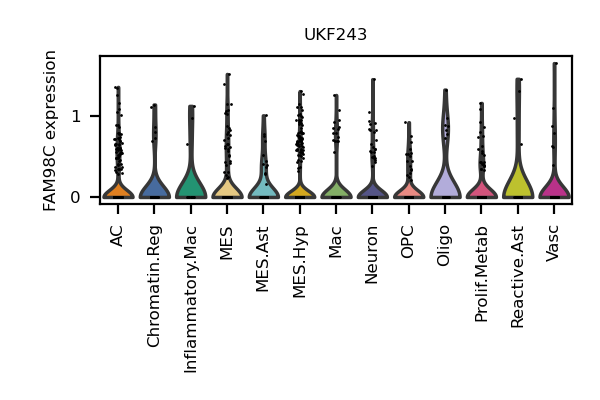 UKF243
FAM98C expression
1
0
AC
Chromatin.Reg
Inflammatory.Mac
MES
MES.Ast
MES.Hyp
Mac
Neuron
OPC
Oligo
Prolif.Metab
Reactive.Ast
Vasc